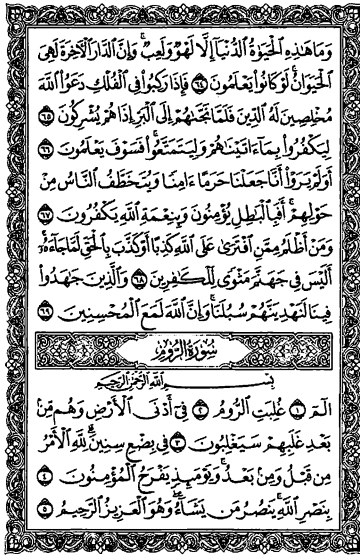 وَمَا هَٰذِهِ الْحَيَوٰةُ الدُّنْيَآ إِلَّا لَهْوٌ وَلَعِبٌ ۚ وَإِنَّ الدَّارَ الْءَاخِرَةَ لَهِىَ
الْحَيَوَانُ ۚ لَوْ كَانُوا۟ يَعْلَمُونَ ۝٦٤ فَإِذَا رَكِبُوا۟ فِى الْفُلْكِ دَعَوُا۟ اللَّهَ
مُخْلِصِينَ لَهُ الدِّينَ فَلَمَّا نَجَّىٰهُمْ إِلَى الْبَرِّ إِذَا هُمْ يُشْرِكُونَ ۝٦٥
لِيَكْفُرُوا۟ بِمَآ ءَاتَيْنَٰهُمْ وَلِيَتَمَتَّعُوا۟ ۖ فَسَوْفَ يَعْلَمُونَ ۝٦٦
أَوَلَمْ يَرَوْا۟ أَنَّا جَعَلْنَا حَرَمًا ءَامِنًا وَيُتَخَطَّفُ النَّاسُ مِنْ
حَوْلِهِمْ ۚ أَفَبِالْبَٰطِلِ يُؤْمِنُونَ وَبِنِعْمَةِ اللَّهِ يَكْفُرُونَ ۝٦٧
وَمَنْ أَظْلَمُ مِمَّنِ افْتَرَىٰ عَلَى اللَّهِ كَذِبًا أَوْ كَذَّبَ بِالْحَقِّ لَمَّا جَآءَهُۥٓ ۚ
أَلَيْسَ فِى جَهَنَّمَ مَثْوًى لِّلْكَٰفِرِينَ ۝٦٨ وَالَّذِينَ جَٰهَدُوا۟
فِينَا لَنَهْدِيَنَّهُمْ سُبُلَنَا ۚ وَإِنَّ اللَّهَ لَمَعَ الْمُحْسِنِينَ ۝٦٩
سُورَةُ الرُّومِ
بِسْمِ اللَّهِ الرَّحْمَٰنِ الرَّحِيمِ
الٓمٓ ۝١ غُلِبَتِ الرُّومُ ۝٢ فِىٓ أَدْنَى الْأَرْضِ وَهُم مِّنۢ
بَعْدِ غَلَبِهِمْ سَيَغْلِبُونَ ۝٣ فِى بِضْعِ سِنِينَ ۗ لِلَّهِ الْأَمْرُ
مِن قَبْلُ وَمِنۢ بَعْدُ ۚ وَيَوْمَئِذٍ يَفْرَحُ الْمُؤْمِنُونَ ۝٤
بِنَصْرِ اللَّهِ ۚ يَنصُرُ مَن يَشَآءُ ۖ وَهُوَ الْعَزِيزُ الرَّحِيمُ ۝٥